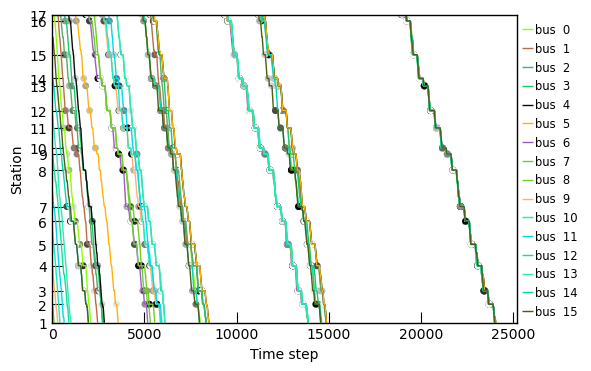 17
16
15
14
13
12
11
10
9
8
7
6
5
4
3
2
1
Station
0 5000 10000 15000 20000 25000
Time step
bus 0
bus 1
bus 2
bus 3
bus 4
bus 5
bus 6
bus 7
bus 8
bus 9
bus 10
bus 11
bus 12
bus 13
bus 14
bus 15